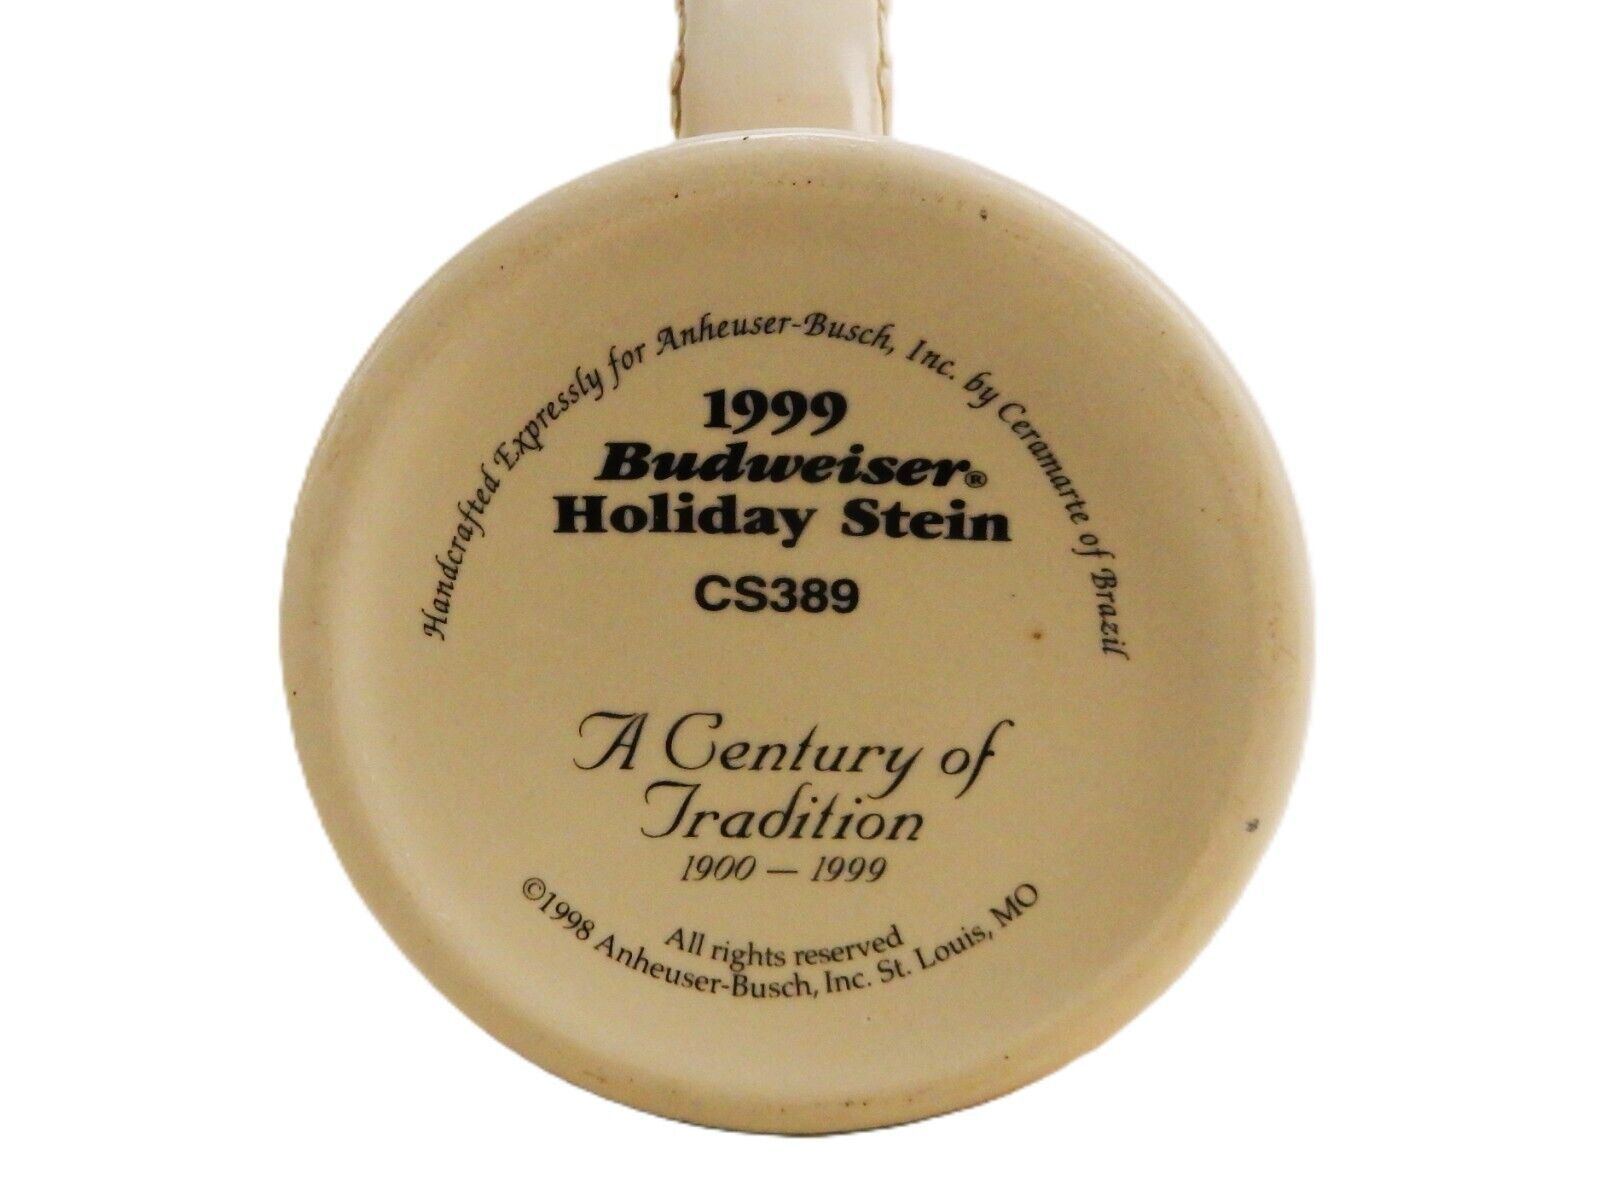 Handcrafted Expressly for Anheuser-Busch, Inc. by Ceramarte of Brazil
1999
Budweiser®
Holiday Stein
CS389
A Century of
Tradition
1900 — 1999
All rights reserved
©1998 Anheuser-Busch, Inc. St. Louis, MO